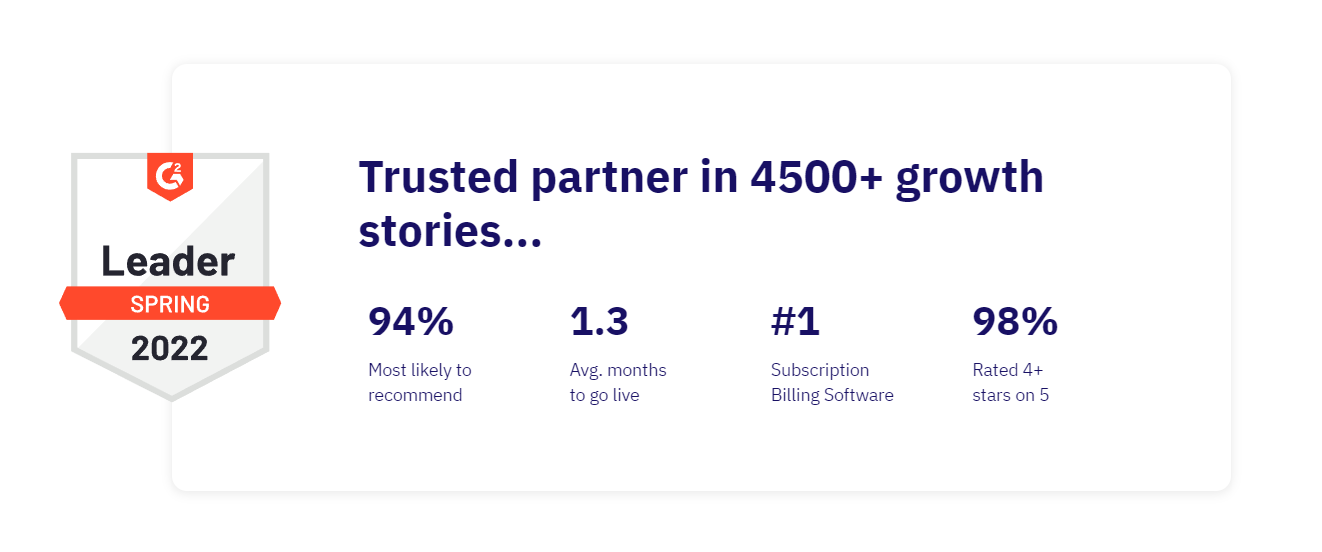 G2
Leader
SPRING
2022
Trusted partner in 4500+ growth
stories...
94%
Most likely to
recommend
1.3
Avg. months
to go live
#1
Subscription
Billing Software
98%
Rated 4+
stars on 5